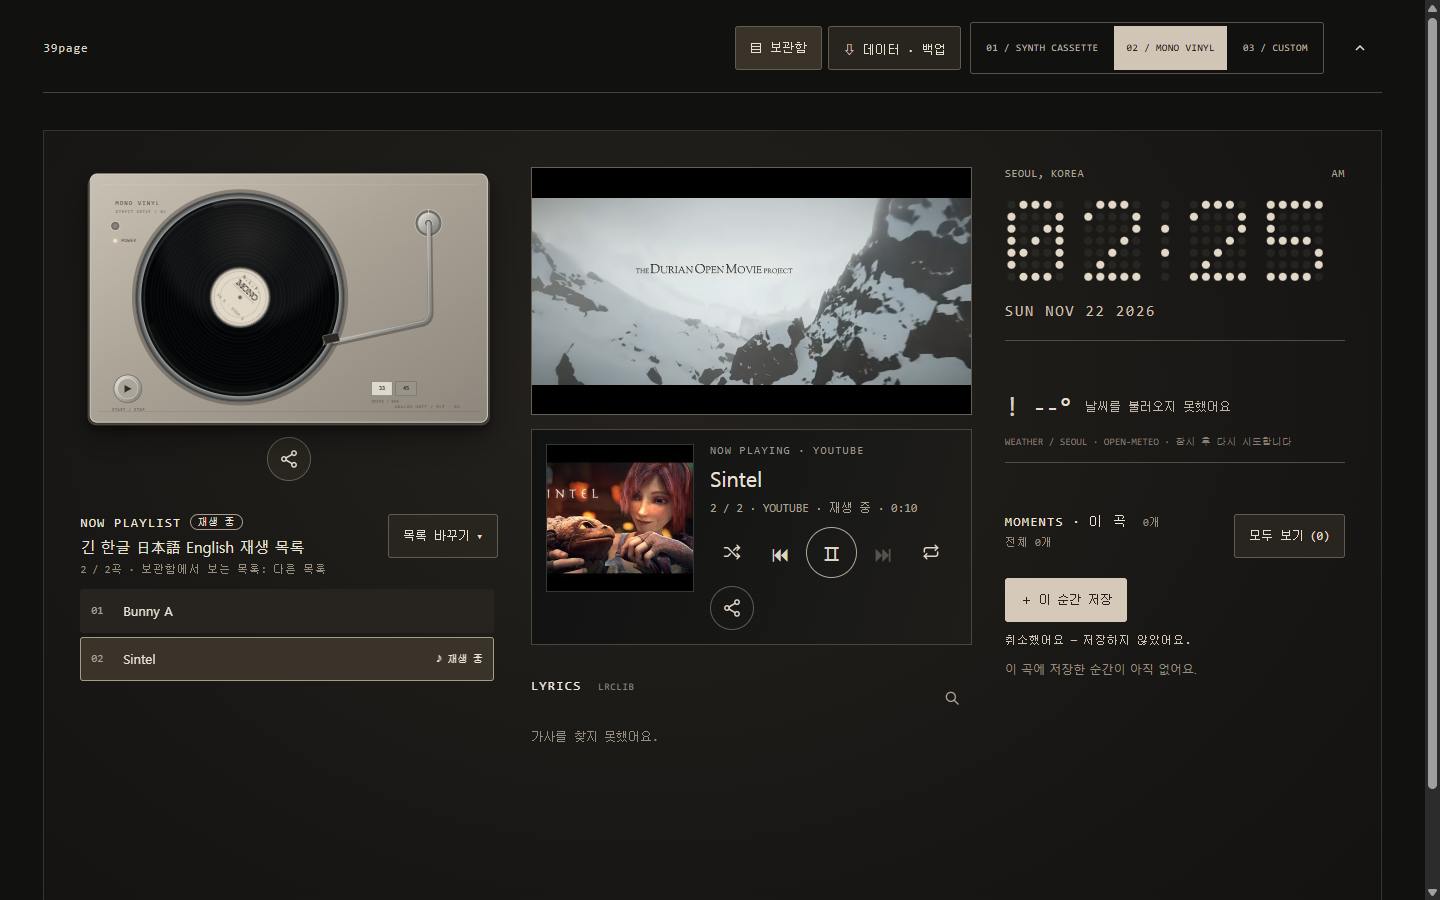 39page
보관함
데이터 · 백업
01 / SYNTH CASSETTE
02 / MONO VINYL
03 / CUSTOM
MONO VINYL
POWER
MONO
33
45
START / STOP
THE DURIAN OPEN MOVIE PROJECT
SEOUL, KOREA
AM
02:25
SUN NOV 22 2026
! --° 날씨를 불러오지 못했어요
WEATHER / SEOUL · OPEN-METEO · 잠시 후 다시 시도합니다
NOW PLAYLIST 재생 중
긴 한글 日本語 English 재생 목록
2 / 2곡 · 보관함에서 보는 목록: 다른 목록
목록 바꾸기 ▾
01 Bunny A
02 Sintel ♪ 재생 중
INTEL
NOW PLAYING · YOUTUBE
Sintel
2 / 2 · YOUTUBE · 재생 중 · 0:10
LYRICS LRCLIB
가사를 찾지 못했어요.
MOMENTS · 이 곡 0개
전체 0개
모두 보기 (0)
+ 이 순간 저장
취소했어요 — 저장하지 않았어요.
이 곡에 저장한 순간이 아직 없어요.